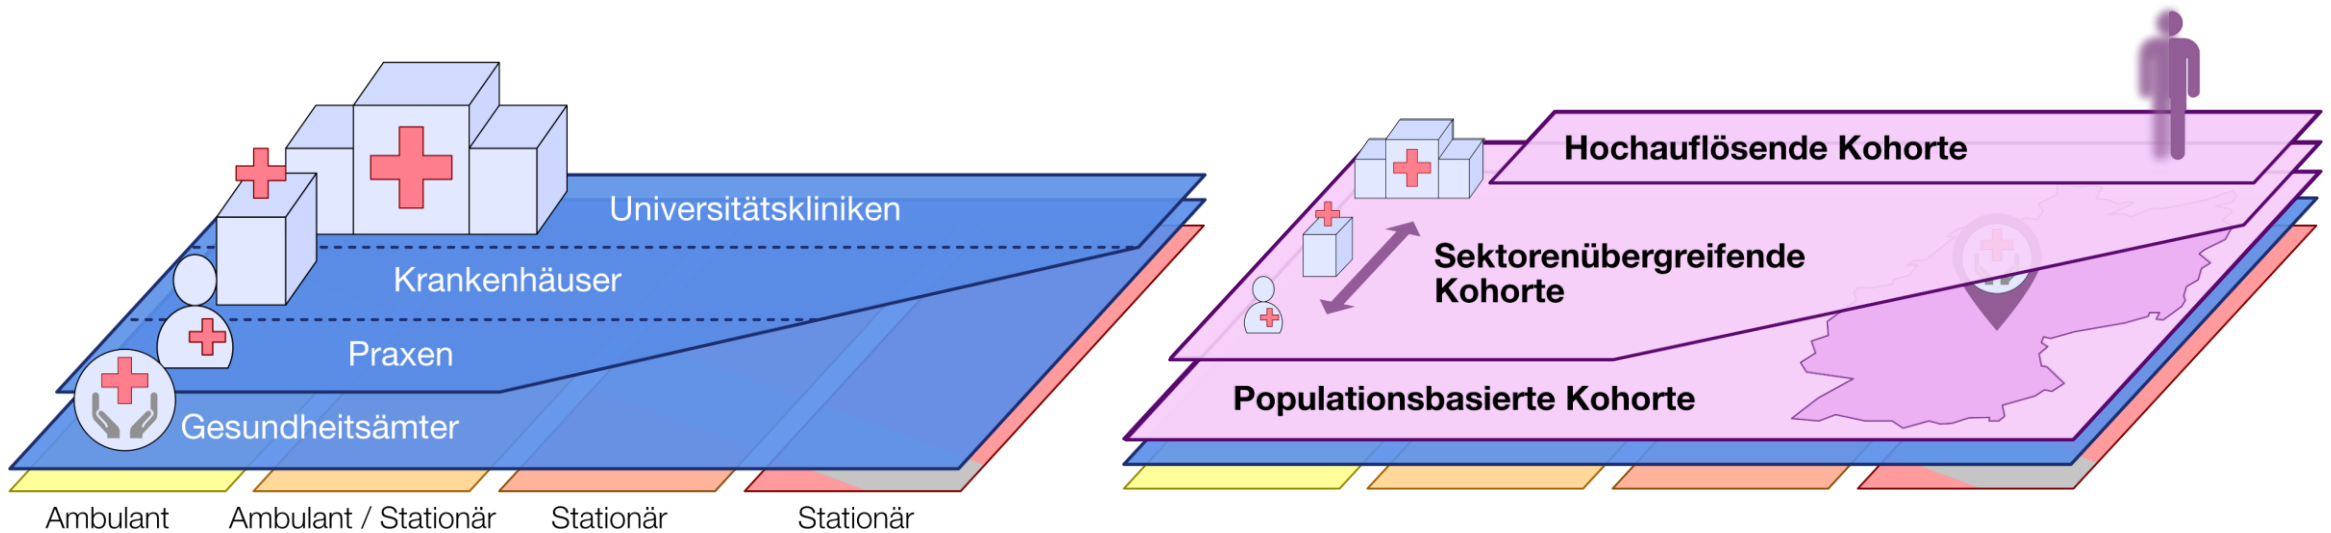 Universitätskliniken
Krankenhäuser
Praxen
Gesundheitsämter
Ambulant
Ambulant / Stationär
Stationär
Stationär
Hochauflösende Kohorte
Sektorenübergreifende
Kohorte
Populationsbasierte Kohorte